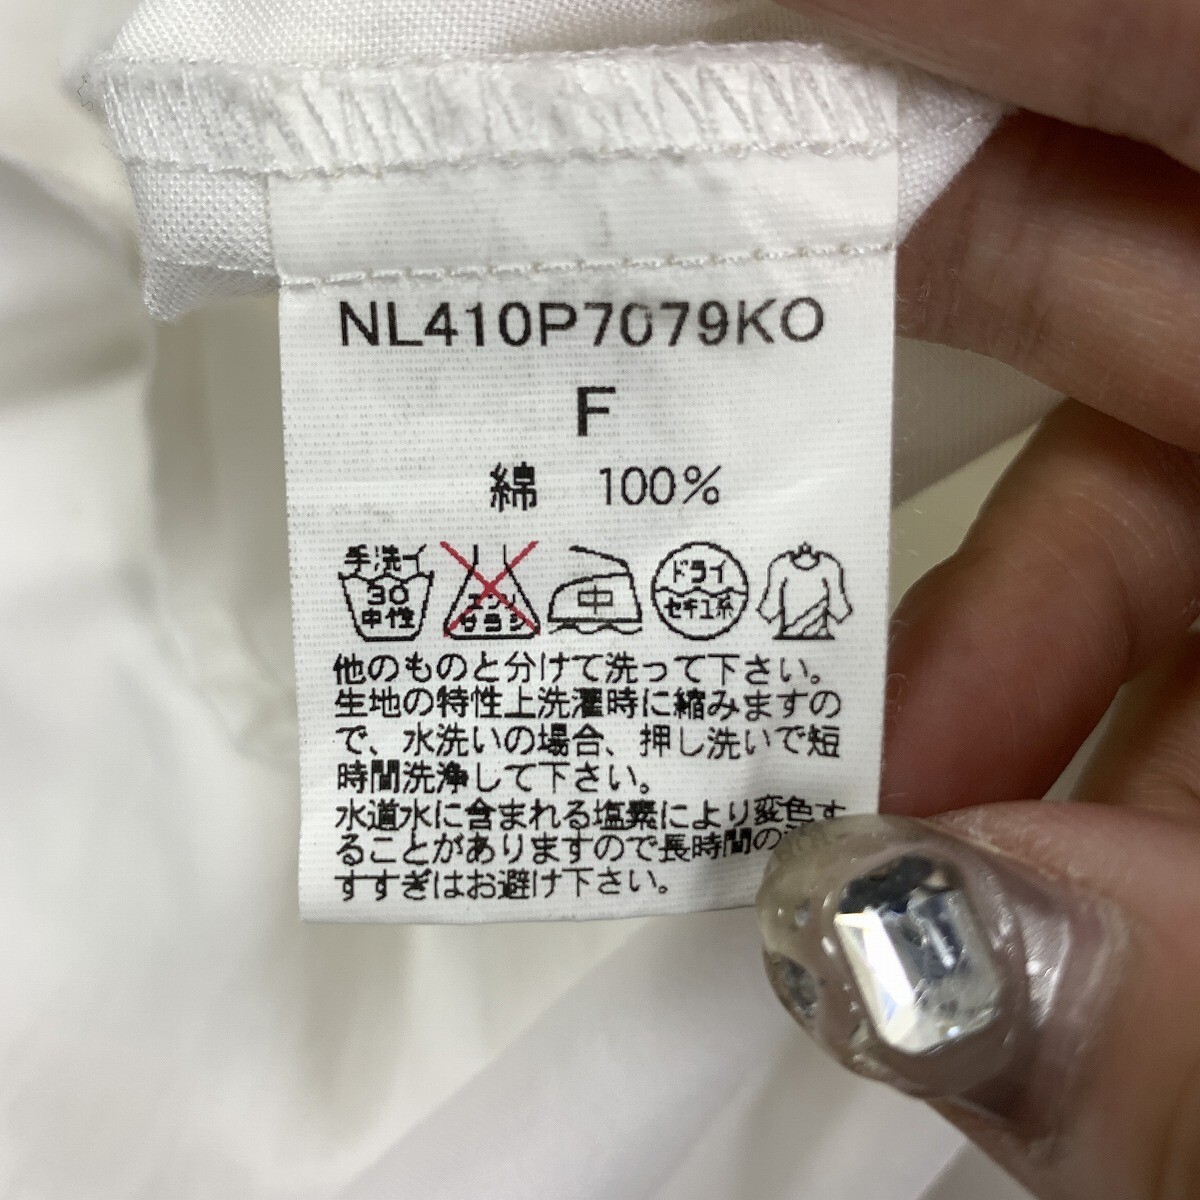 NL410P7079KO
F
綿 100%
手洗イ
30
中性
エンソ
サラシ
中
ドライ
セキユ系
他のものと分けて洗って下さい。
生地の特性上洗濯時に縮みますの
で、水洗いの場合、押し洗いで短
時間洗浄して下さい。
水道水に含まれる塩素により変色す
ることがありますので長時間の
すすぎはお避け下さい。